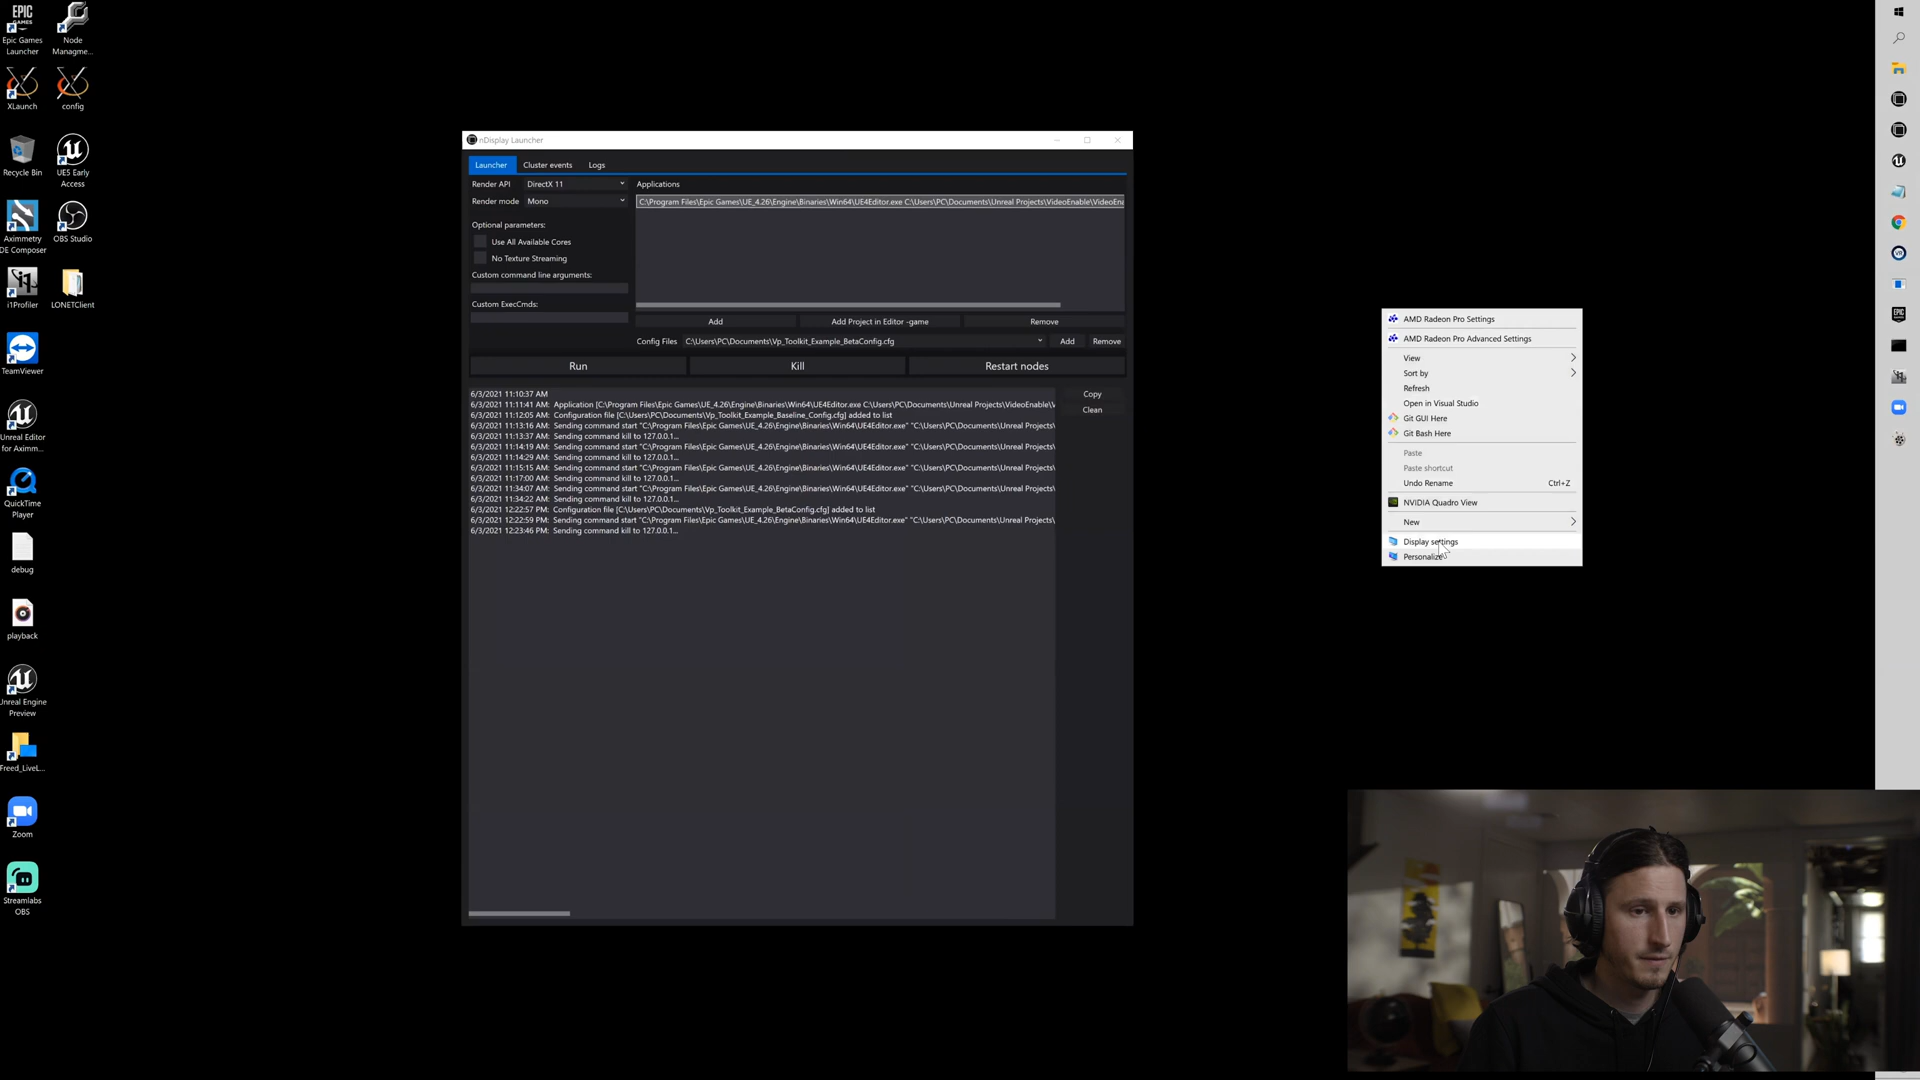 Epic Games
Launcher
Node
Managme...
XLaunch
config
Recycle Bin
UE5 Early
Access
Aximmetry
DE Composer
OBS Studio
i1Profiler
LONETClient
TeamViewer
Unreal Editor
for Aximm...
QuickTime
Player
debug
playback
Unreal Engine
Preview
Freed_LiveL...
Zoom
Streamlabs
OBS
nDisplay Launcher
Launcher
Cluster events
Logs
Render API
DirectX 11
Render mode
Mono
Optional parameters:
Use All Available Cores
No Texture Streaming
Custom command line arguments:
Custom ExecCmds:
Applications
C:\Program Files\Epic Games\UE_4.26\Engine\Binaries\Win64\UE4Editor.exe C:\Users\PC\Documents\Unreal Projects\VideoEnable\VideoEna
Add
Add Project in Editor -game
Remove
Config Files
C:\Users\PC\Documents\Vp_Toolkit_Example_BetaConfig.cfg
Add
Remove
Run
Kill
Restart nodes
6/3/2021 11:10:37 AM
6/3/2021 11:11:41 AM: Application [C:\Program Files\Epic Games\UE_4.26\Engine\Binaries\Win64\UE4Editor.exe C:\Users\PC\Documents\Unreal Projects\VideoEnable\V
6/3/2021 11:12:05 AM: Configuration file [C:\Users\PC\Documents\Vp_Toolkit_Example_Baseline_Config.cfg] added to list
6/3/2021 11:13:16 AM: Sending command start "C:\Program Files\Epic Games\UE_4.26\Engine\Binaries\Win64\UE4Editor.exe" "C:\Users\PC\Documents\Unreal Projects\
6/3/2021 11:13:37 AM: Sending command kill to 127.0.0.1...
6/3/2021 11:14:19 AM: Sending command start "C:\Program Files\Epic Games\UE_4.26\Engine\Binaries\Win64\UE4Editor.exe" "C:\Users\PC\Documents\Unreal Projects\
6/3/2021 11:14:29 AM: Sending command kill to 127.0.0.1...
6/3/2021 11:15:15 AM: Sending command start "C:\Program Files\Epic Games\UE_4.26\Engine\Binaries\Win64\UE4Editor.exe" "C:\Users\PC\Documents\Unreal Projects\
6/3/2021 11:17:00 AM: Sending command kill to 127.0.0.1...
6/3/2021 11:34:07 AM: Sending command start "C:\Program Files\Epic Games\UE_4.26\Engine\Binaries\Win64\UE4Editor.exe" "C:\Users\PC\Documents\Unreal Projects\
6/3/2021 11:34:22 AM: Sending command kill to 127.0.0.1...
6/3/2021 12:22:57 PM: Configuration file [C:\Users\PC\Documents\Vp_Toolkit_Example_BetaConfig.cfg] added to list
6/3/2021 12:22:59 PM: Sending command start "C:\Program Files\Epic Games\UE_4.26\Engine\Binaries\Win64\UE4Editor.exe" "C:\Users\PC\Documents\Unreal Projects\
6/3/2021 12:23:46 PM: Sending command kill to 127.0.0.1...
Copy
Clean
AMD Radeon Pro Settings
AMD Radeon Pro Advanced Settings
View
Sort by
Refresh
Open in Visual Studio
Git GUI Here
Git Bash Here
Paste
Paste shortcut
Undo Rename Ctrl+Z
NVIDIA Quadro View
New
Display settings
Personalize